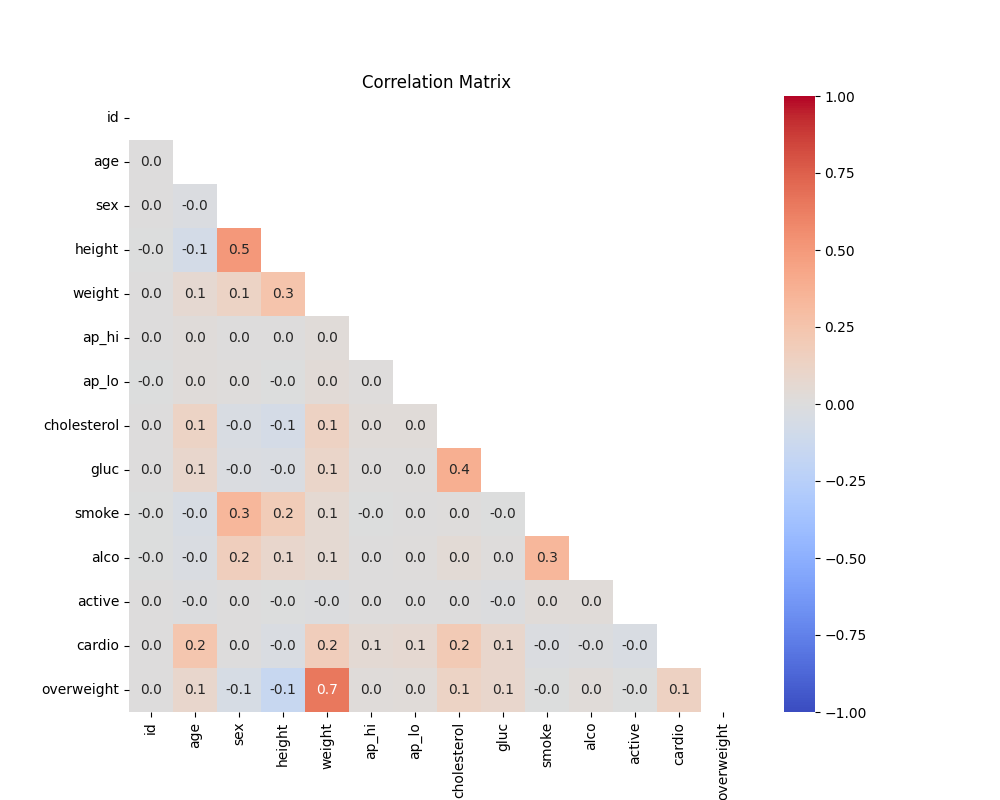 Correlation Matrix
id
age 0.0
sex 0.0 -0.0
height -0.0 -0.1 0.5
weight 0.0 0.1 0.1 0.3
ap_hi 0.0 0.0 0.0 0.0 0.0
ap_lo -0.0 0.0 0.0 -0.0 0.0 0.0
cholesterol 0.0 0.1 -0.0 -0.1 0.1 0.0 0.0
gluc 0.0 0.1 -0.0 -0.0 0.1 0.0 0.0 0.4
smoke -0.0 -0.0 0.3 0.2 0.1 -0.0 0.0 0.0 -0.0
alco -0.0 -0.0 0.2 0.1 0.1 0.0 0.0 0.0 0.0 0.3
active 0.0 -0.0 0.0 -0.0 -0.0 0.0 0.0 0.0 -0.0 0.0 0.0
cardio 0.0 0.2 0.0 -0.0 0.2 0.1 0.1 0.2 0.1 -0.0 -0.0 -0.0
overweight 0.0 0.1 -0.1 -0.1 0.7 0.0 0.0 0.1 0.1 -0.0 0.0 -0.0 0.1
id age sex height weight ap_hi ap_lo cholesterol gluc smoke alco active cardio overweight
1.00
0.75
0.50
0.25
0.00
−0.25
−0.50
−0.75
−1.00